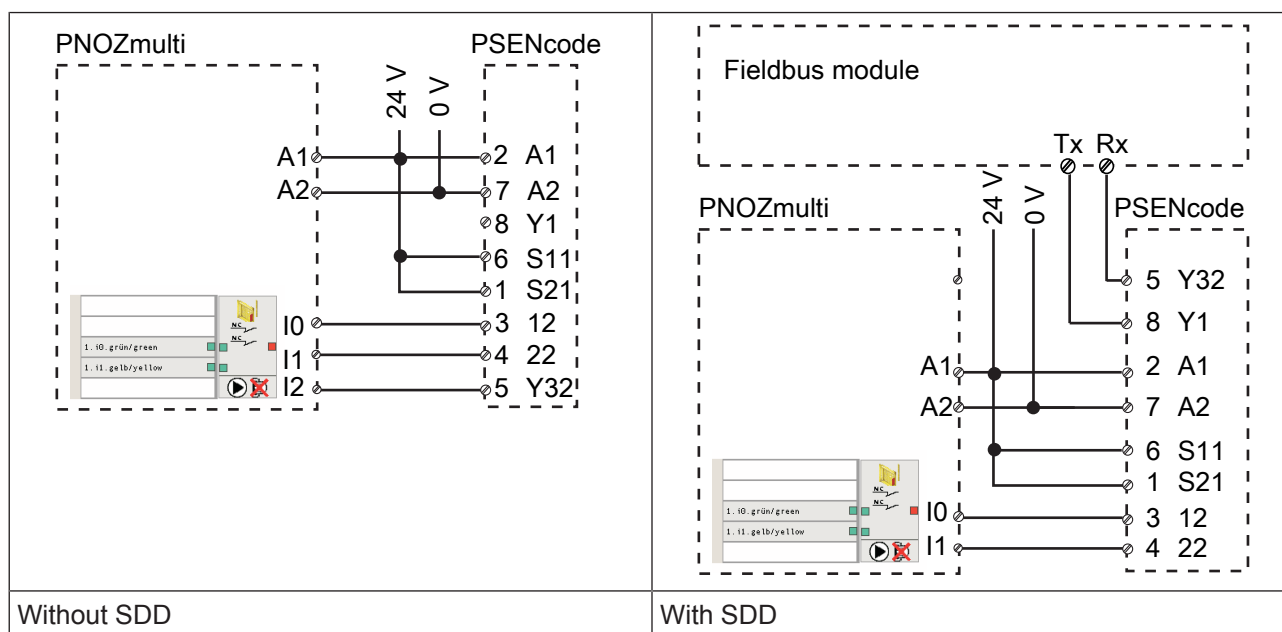 PNOZmulti
PSENcode
24 V
0 V
A1
2 A1
A2
7 A2
8 Y1
6 S11
1 S21
NC
NC
1.i0.grün/green
1.i1.gelb/yellow
I0
3 12
I1
4 22
I2
5 Y32
Without SDD
Fieldbus module
Tx Rx
PNOZmulti
24 V
0 V
PSENcode
5 Y32
8 Y1
A1
2 A1
A2
7 A2
6 S11
1 S21
NC
NC
1.i0.grün/green
1.i1.gelb/yellow
I0
3 12
I1
4 22
With SDD